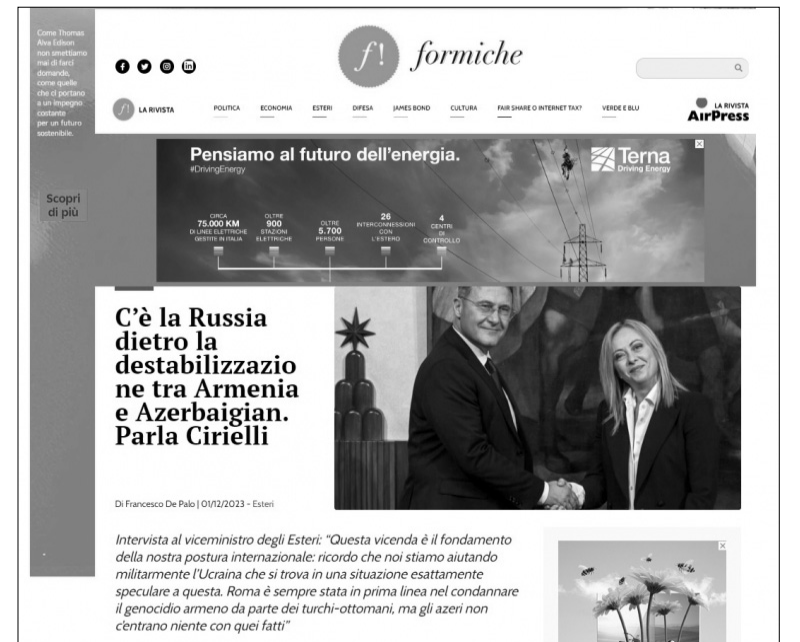 Come Thomas
Alva Edison
non smettiamo
mai di farci
domande,
come quelle
che ci portano
a un impegno
costante
per un futuro
sostenibile.
Scopri
di più
f! formiche
f! LA RIVISTA
POLITICA ECONOMIA ESTERI DIFESA JAMES BOND CULTURA FAIR SHARE O INTERNET TAX? VERDE E BLU
LA RIVISTA
AirPress
Pensiamo al futuro dell'energia.
#DrivingEnergy
Terna
Driving Energy
CIRCA
75.000 KM
DI LINEE ELETTRICHE
GESTITE IN ITALIA
OLTRE
900
STAZIONI
ELETTRICHE
OLTRE
5.700
PERSONE
26
INTERCONNESSIONI
CON
L'ESTERO
4
CENTRI
DI
CONTROLLO
C'è la Russia
dietro la
destabilizzazio
ne tra Armenia
e Azerbaigian.
Parla Cirielli
Di Francesco De Palo | 01/12/2023 - Esteri
Intervista al viceministro degli Esteri: “Questa vicenda è il fondamento
della nostra postura internazionale: ricordo che noi stiamo aiutando
militarmente l'Ucraina che si trova in una situazione esattamente
speculare a questa. Roma è sempre stata in prima linea nel condannare
il genocidio armeno da parte dei turchi-ottomani, ma gli azeri non
c'entrano niente con quei fatti”